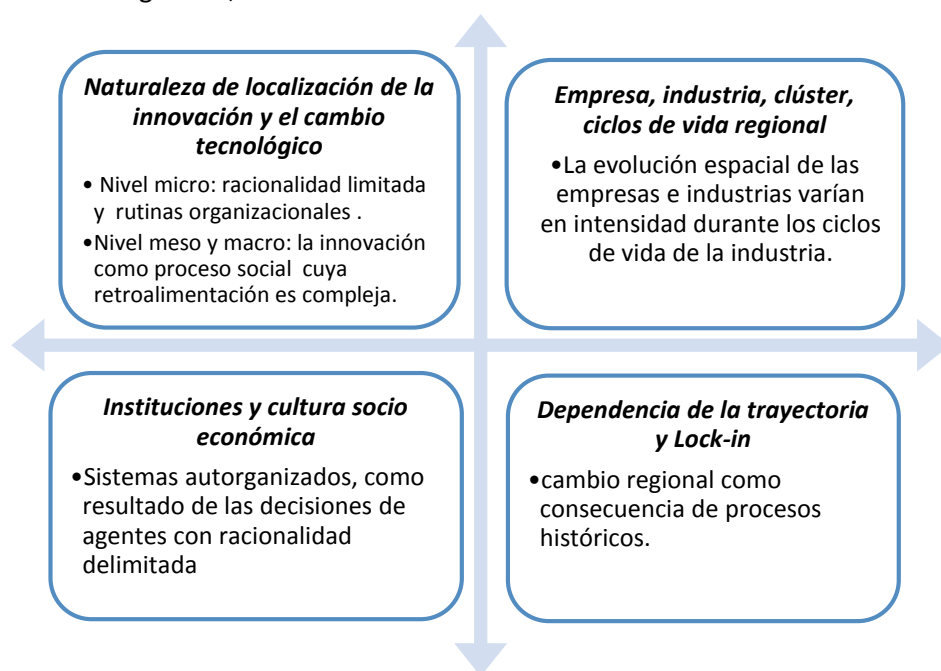 Naturaleza de localización de la
innovación y el cambio
tecnológico
• Nivel micro: racionalidad limitada
y rutinas organizacionales .
•Nivel meso y macro: la innovación
como proceso social cuya
retroalimentación es compleja.
Empresa, industria, clúster,
ciclos de vida regional
•La evolución espacial de las
empresas e industrias varían
en intensidad durante los ciclos
de vida de la industria.
Instituciones y cultura socio
económica
•Sistemas autorganizados, como
resultado de las decisiones de
agentes con racionalidad
delimitada
Dependencia de la trayectoria
y Lock-in
•cambio regional como
consecuencia de procesos
históricos.